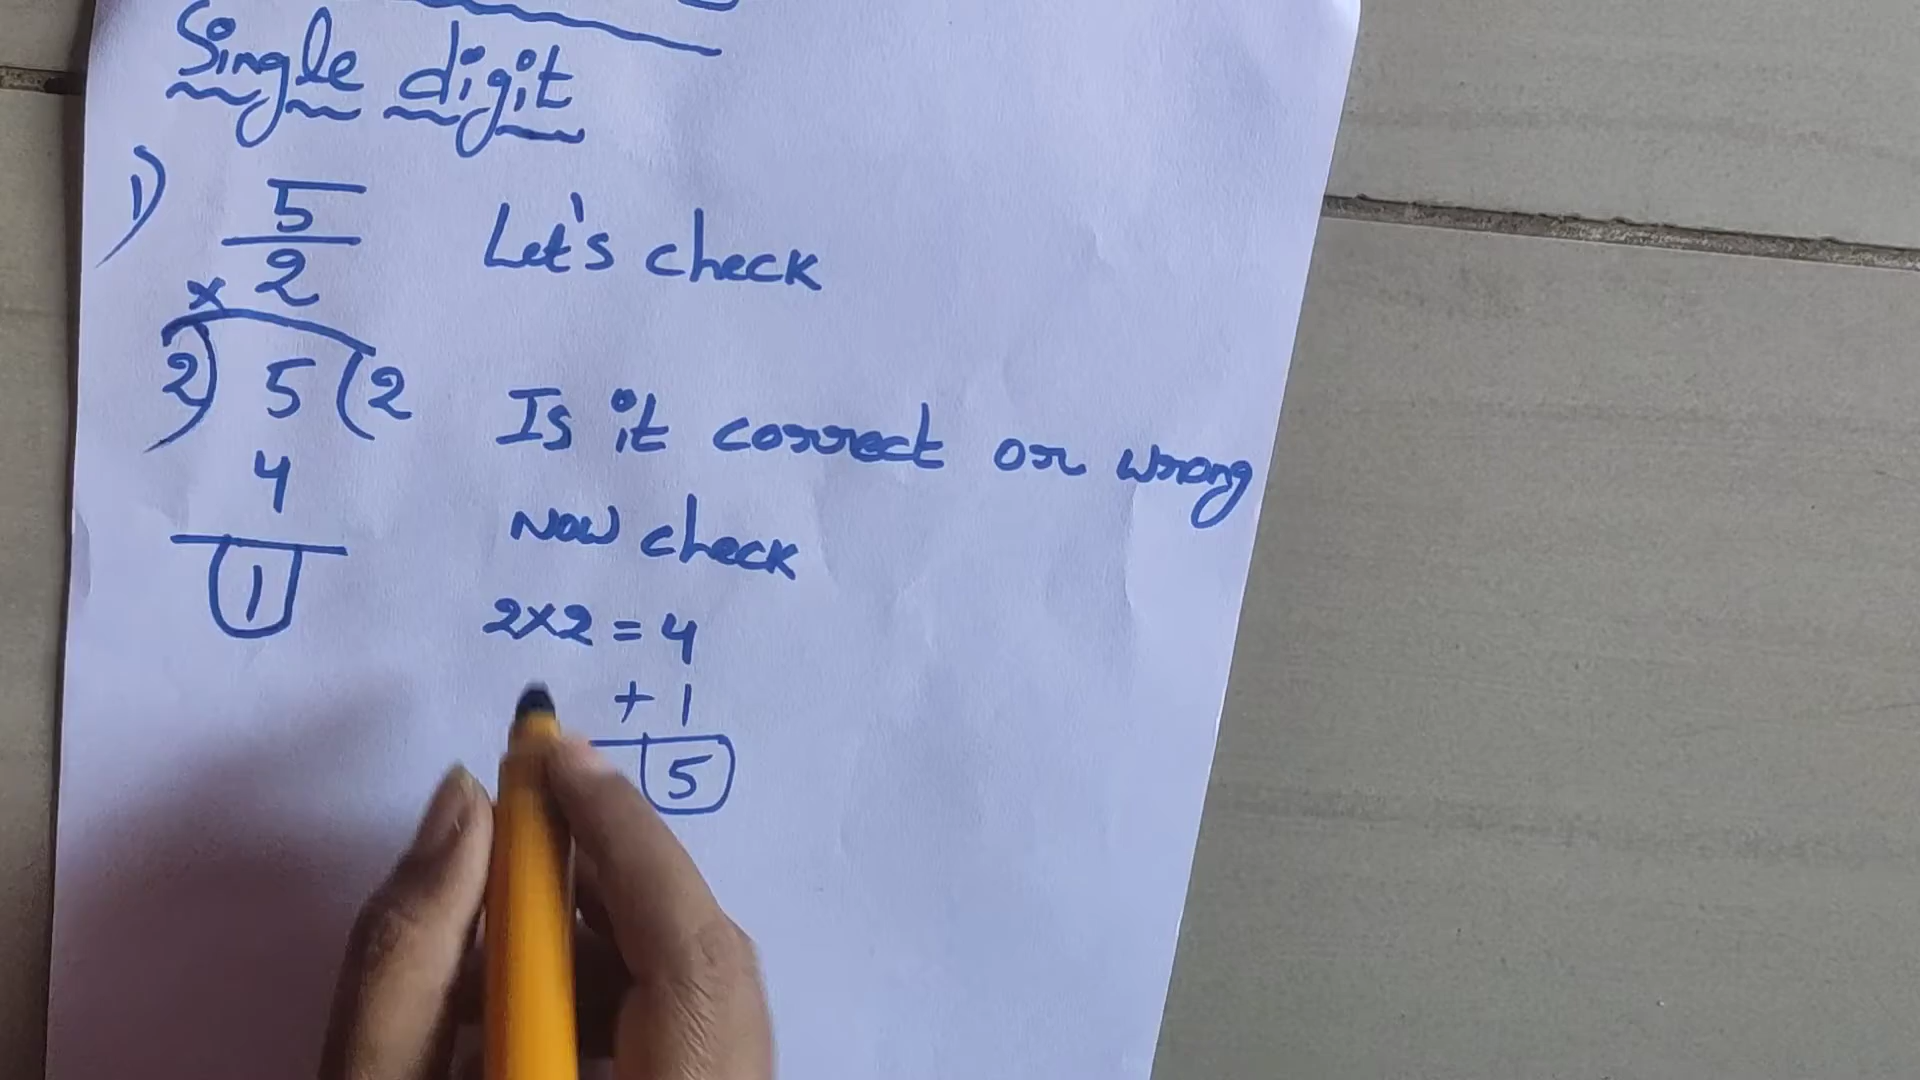 Single digit
1) 5
2
Let's check
×
2) 5 (2
4
1
Is it correct or wrong
Now check
2×2 = 4
+ 1
5